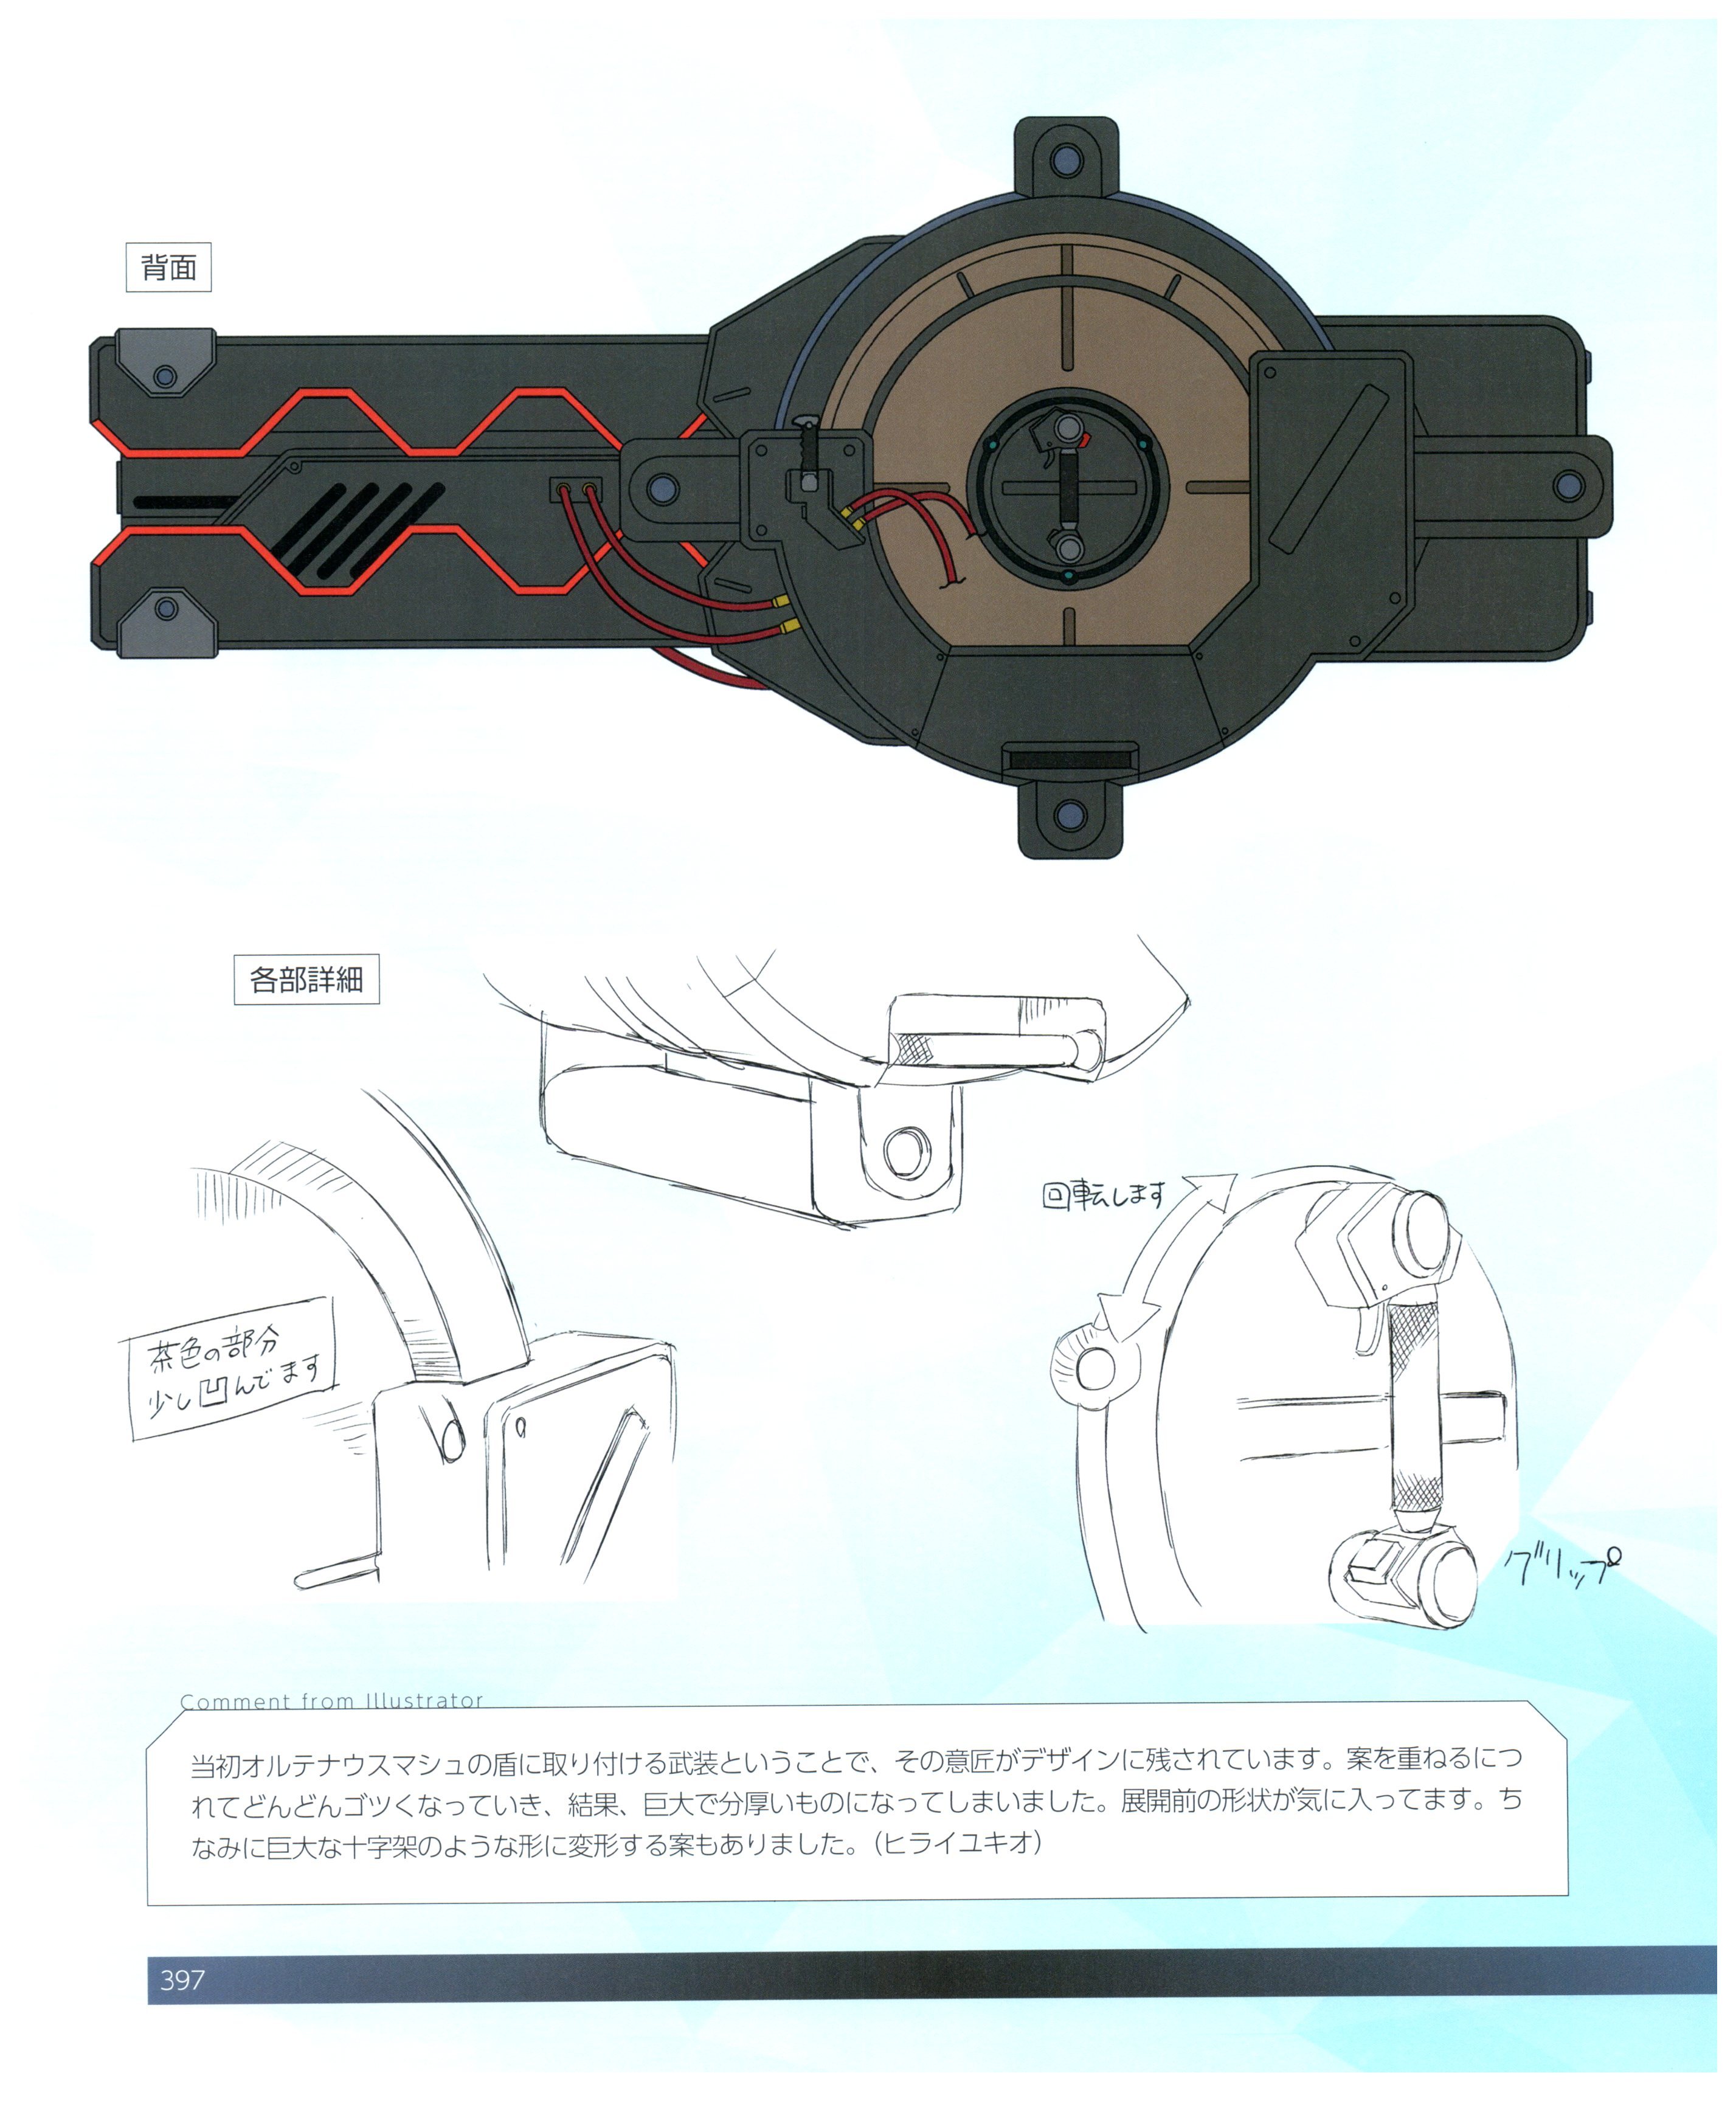 背面
各部詳細
回転します
茶色の部分
少し凹んでます
グリップ
Comment from Illustrator
当初オルテナウスマシュの盾に取り付ける武装ということで、その意匠がデザインに残されています。案を重ねるにつ
れてどんどんゴツくなっていき、結果、巨大で分厚いものになってしまいました。展開前の形状が気に入ってます。ち
なみに巨大な十字架のような形に変形する案もありました。（ヒライユキオ）
397